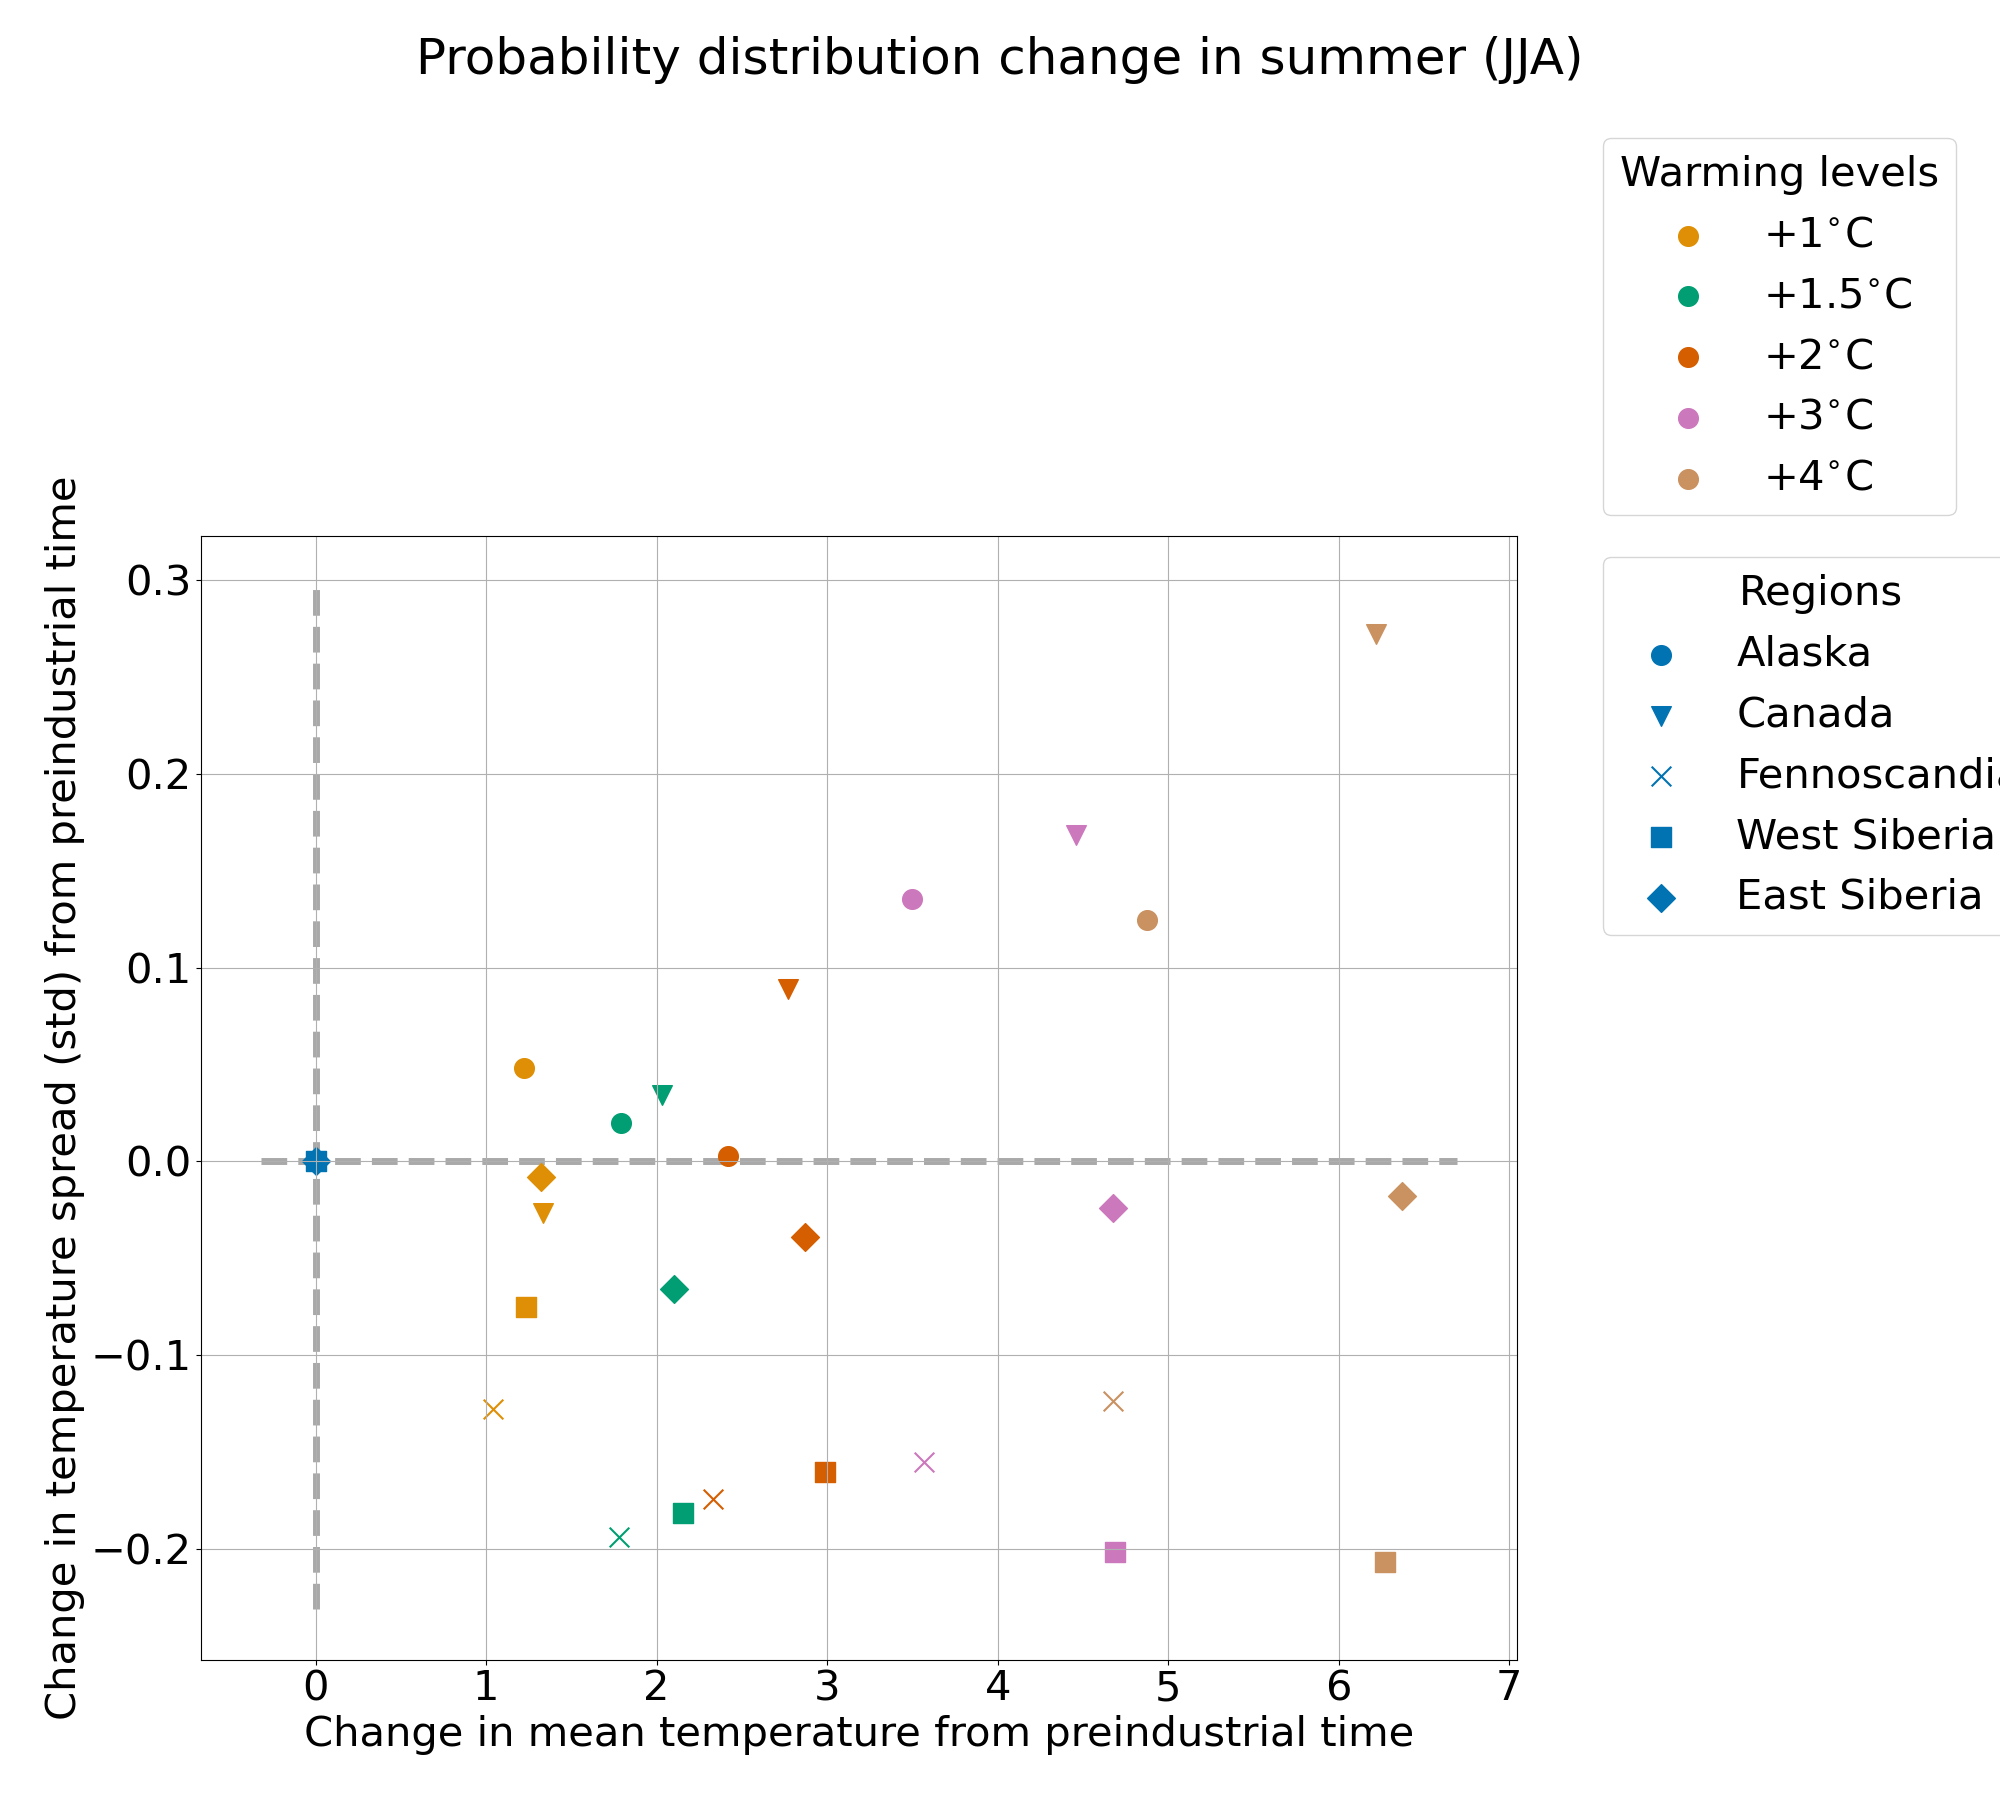 Probability distribution change in summer (JJA)
Warming levels
+1°C
+1.5°C
+2°C
+3°C
+4°C
Regions
Alaska
Canada
Fennoscandia
West Siberia
East Siberia
Change in temperature spread (std) from preindustrial time
0.3
0.2
0.1
0.0
−0.1
−0.2
0 1 2 3 4 5 6 7
Change in mean temperature from preindustrial time